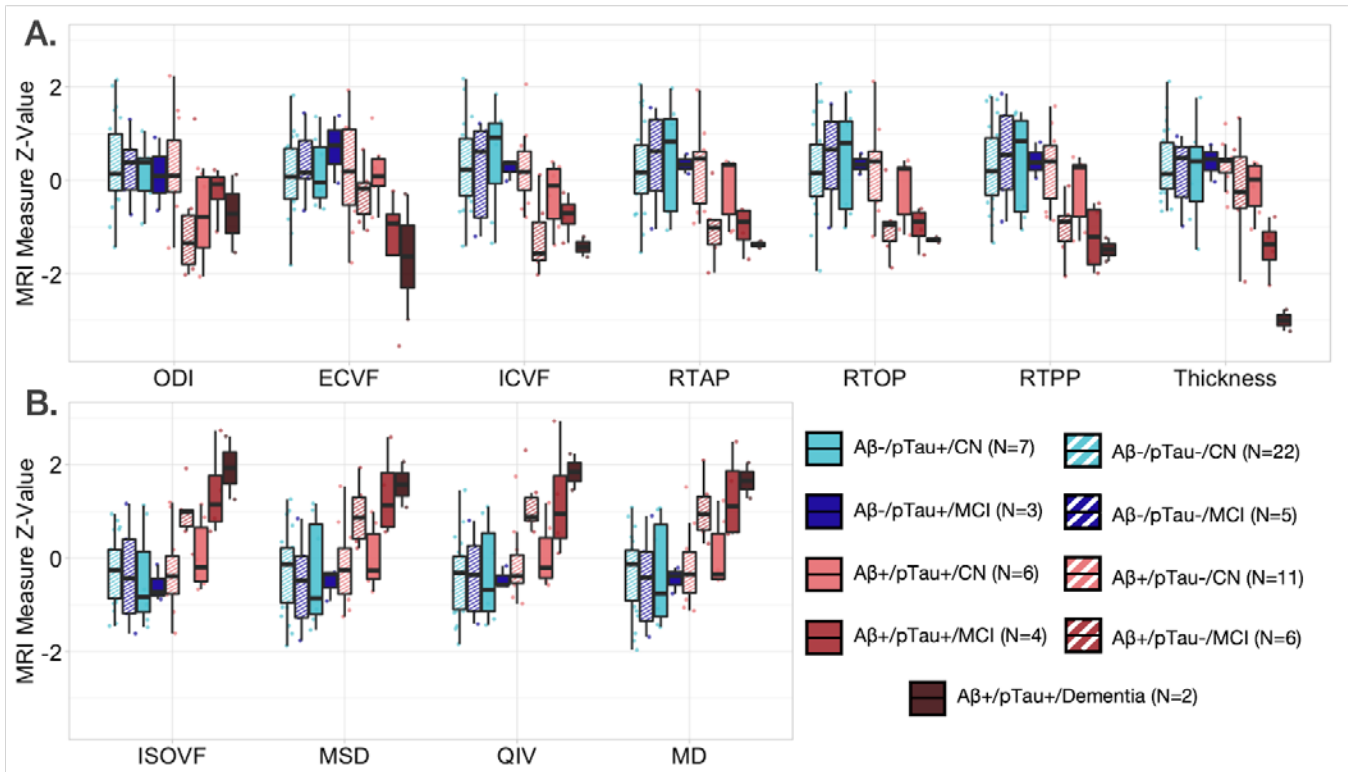 A.
MRI Measure Z-Value
2
0
-2
ODI ECVF ICVF RTAP RTOP RTPP Thickness
B.
MRI Measure Z-Value
2
0
-2
ISOVF MSD QIV MD
Aβ-/pTau+/CN (N=7) Aβ-/pTau-/CN (N=22)
Aβ-/pTau+/MCI (N=3) Aβ-/pTau-/MCI (N=5)
Aβ+/pTau+/CN (N=6) Aβ+/pTau-/CN (N=11)
Aβ+/pTau+/MCI (N=4) Aβ+/pTau-/MCI (N=6)
Aβ+/pTau+/Dementia (N=2)